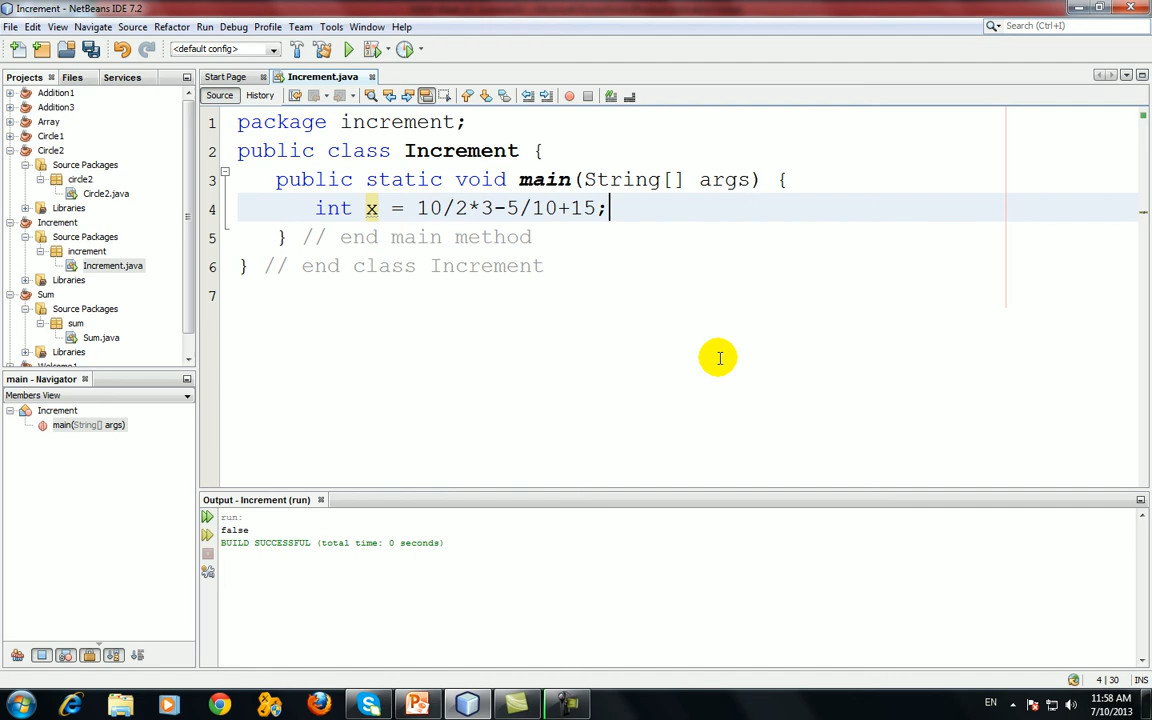 Increment - NetBeans IDE 7.2
File Edit View Navigate Source Refactor Run Debug Profile Team Tools Window Help
Search (Ctrl+I)
<default config>
Projects Files Services
Start Page Increment.java
Source History
Addition1
Addition3
Array
Circle1
Circle2
Source Packages
circle2
Circle2.java
Libraries
Increment
Source Packages
increment
Increment.java
Libraries
Sum
Source Packages
sum
Sum.java
Libraries
1 package increment;
2 public class Increment {
3 public static void main(String[] args) {
4 int x = 10/2*3-5/10+15;
5 } // end main method
6 } // end class Increment
7
main - Navigator
Members View
Increment
main(String[] args)
Output - Increment (run)
run:
false
BUILD SUCCESSFUL (total time: 0 seconds)
4 | 30 INS
EN
11:58 AM
7/10/2013